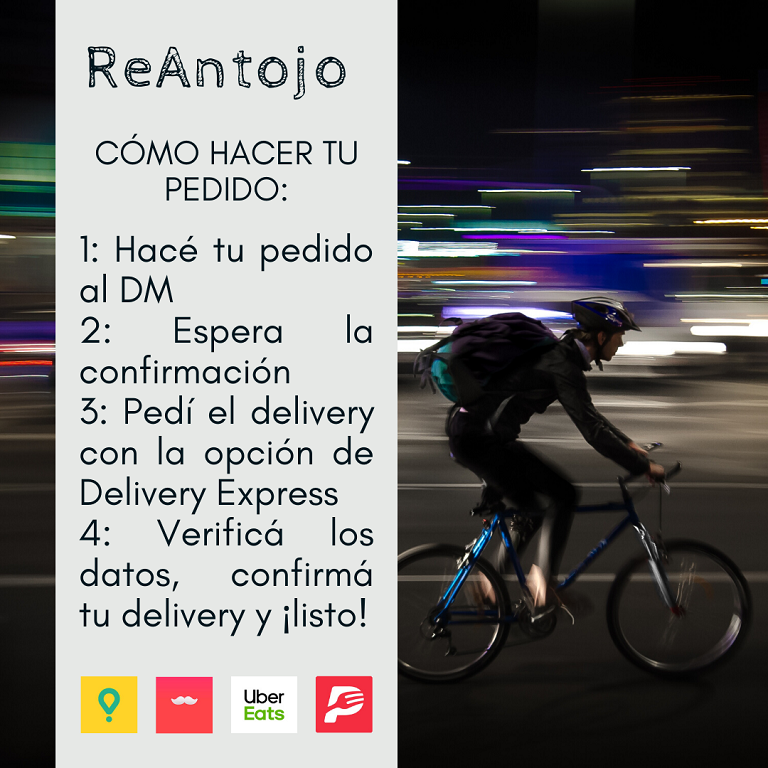 ReAntojo
CÓMO HACER TU
PEDIDO:
1: Hacé tu pedido
al DM
2: Espera la
confirmación
3: Pedí el delivery
con la opción de
Delivery Express
4: Verificá los
datos, confirmá
tu delivery y ¡listo!
Uber
Eats